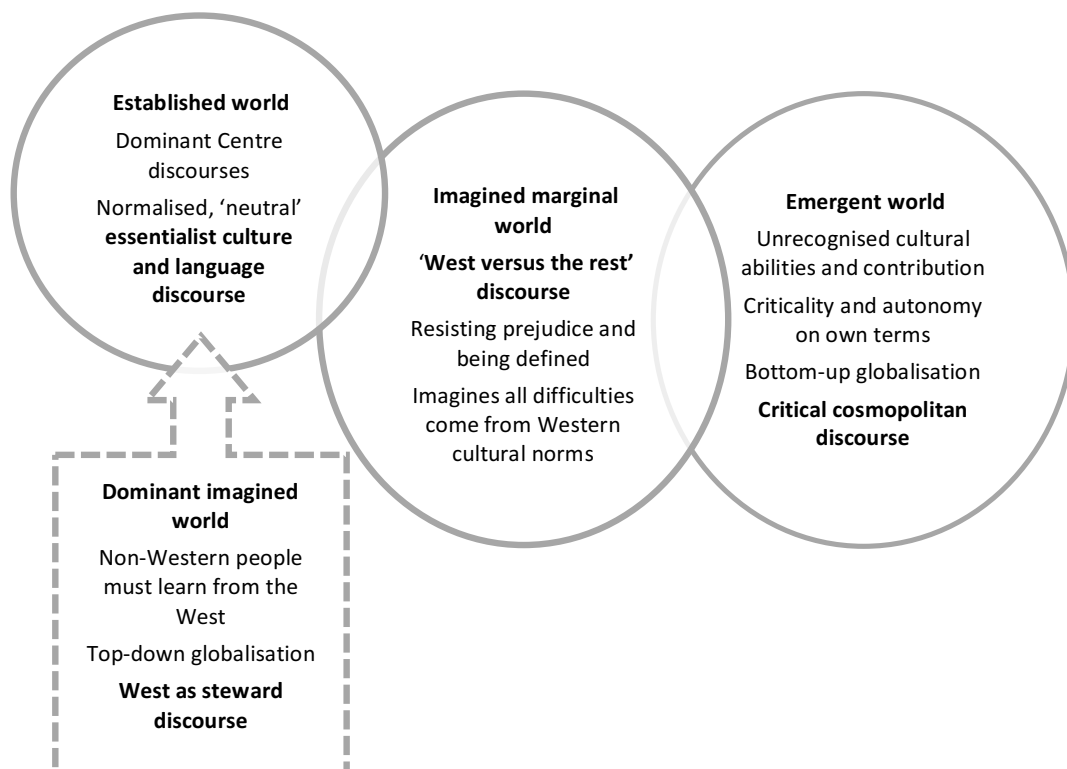 Established world
Dominant Centre
discourses
Normalised, ‘neutral’
essentialist culture
and language
discourse
Dominant imagined
world
Non-Western people
must learn from the
West
Top-down globalisation
West as steward
discourse
Imagined marginal
world
‘West versus the rest’
discourse
Resisting prejudice and
being defined
Imagines all difficulties
come from Western
cultural norms
Emergent world
Unrecognised cultural
abilities and contribution
Criticality and autonomy
on own terms
Bottom-up globalisation
Critical cosmopolitan
discourse